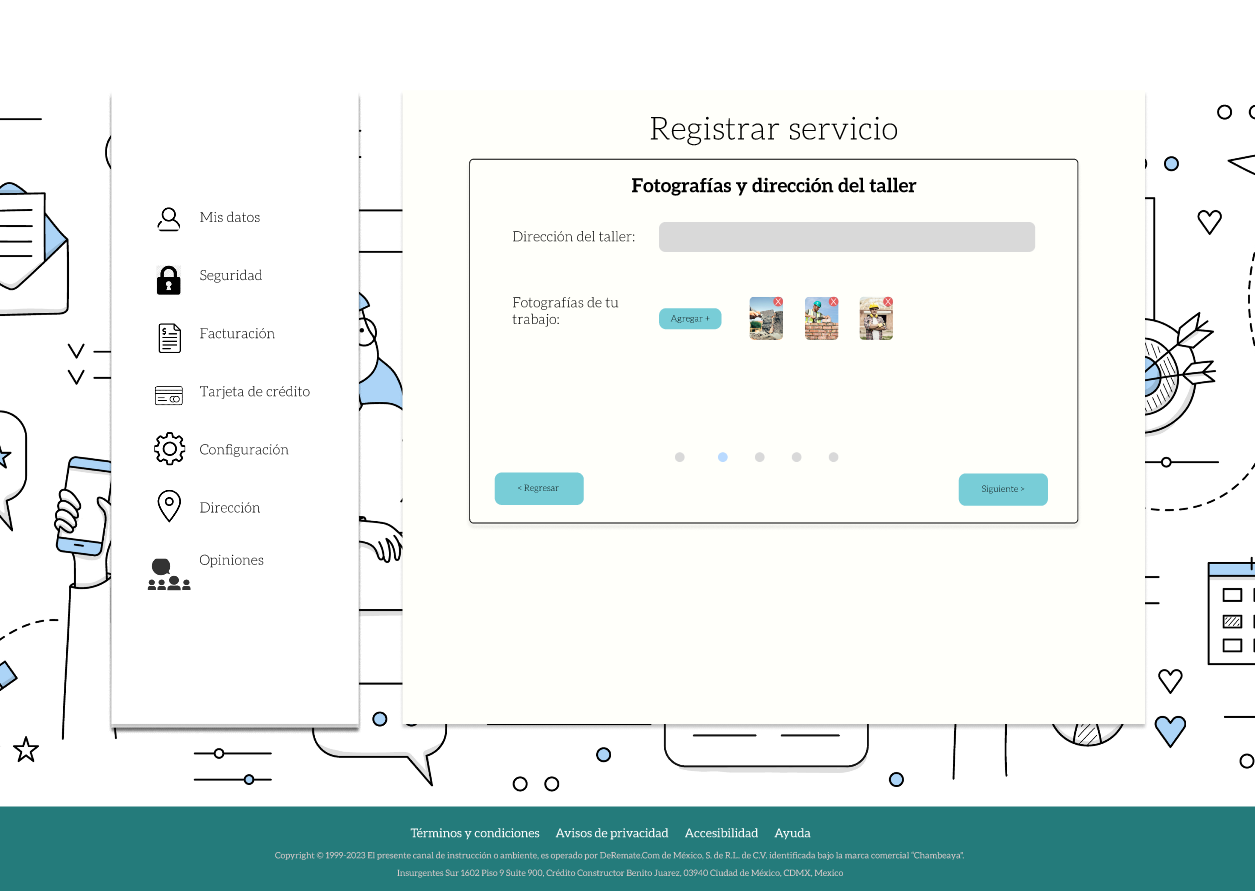 Registrar servicio
Fotografías y dirección del taller
Dirección del taller:
Fotografías de tu
trabajo:
Agregar +
X
X
X
< Regresar
Siguiente >
Mis datos
Seguridad
Facturación
Tarjeta de crédito
Configuración
Dirección
Opiniones
Términos y condiciones Avisos de privacidad Accesibilidad Ayuda
Copyright © 1999-2023 El presente canal de instrucción o ambiente, es operado por DeRemate.Com de México, S. de R.L. de C.V. identificada bajo la marca comercial "Chambeaya".
Insurgentes Sur 1602 Piso 9 Suite 900, Crédito Constructor Benito Juarez, 03940 Ciudad de México, CDMX, Mexico